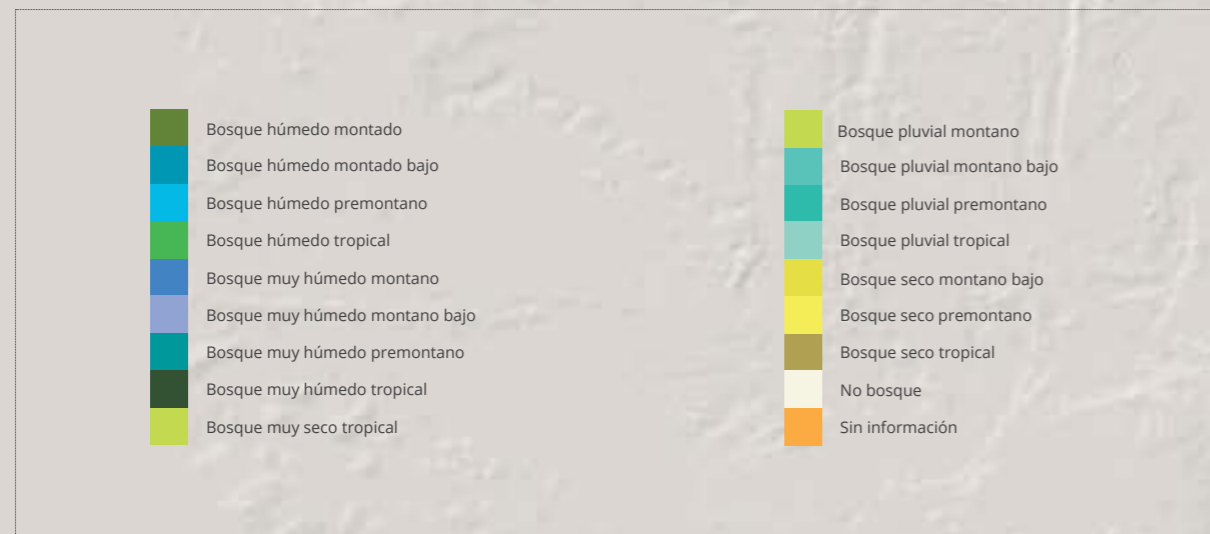 Bosque húmedo montado
Bosque húmedo montado bajo
Bosque húmedo premontano
Bosque húmedo tropical
Bosque muy húmedo montano
Bosque muy húmedo montano bajo
Bosque muy húmedo premontano
Bosque muy húmedo tropical
Bosque muy seco tropical
Bosque pluvial montano
Bosque pluvial montano bajo
Bosque pluvial premontano
Bosque pluvial tropical
Bosque seco montano bajo
Bosque seco premontano
Bosque seco tropical
No bosque
Sin información